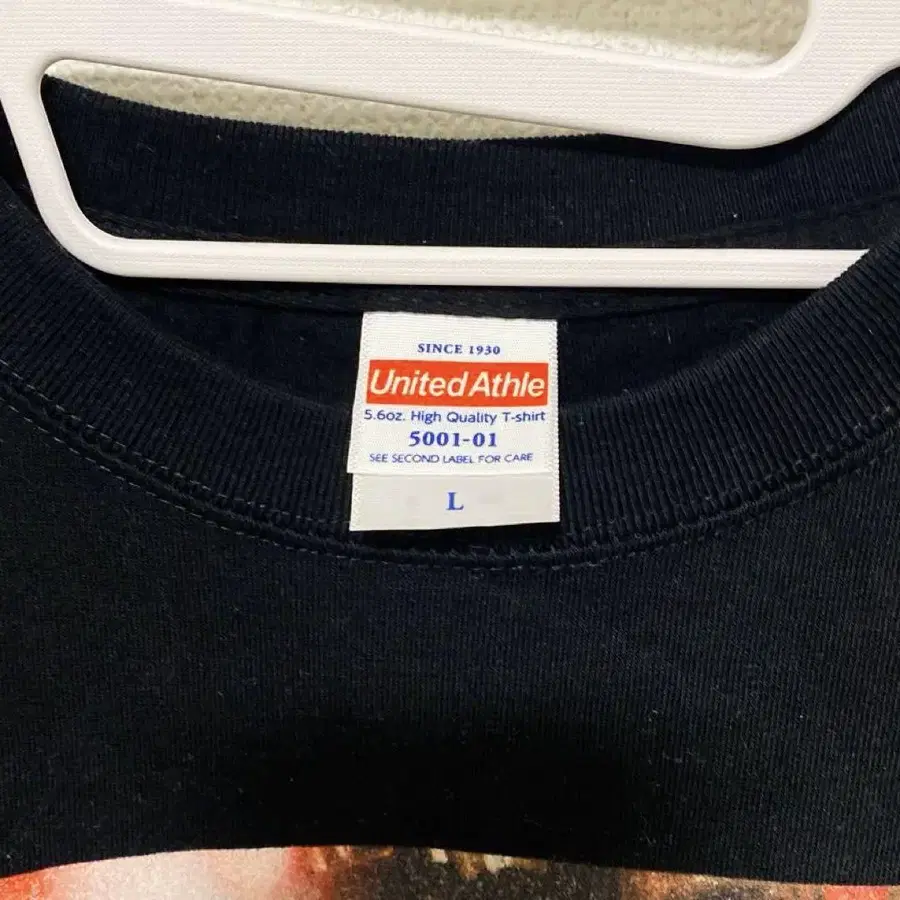 SINCE 1930
United Athle
5.6oz. High Quality T-shirt
5001-01
SEE SECOND LABEL FOR CARE
L